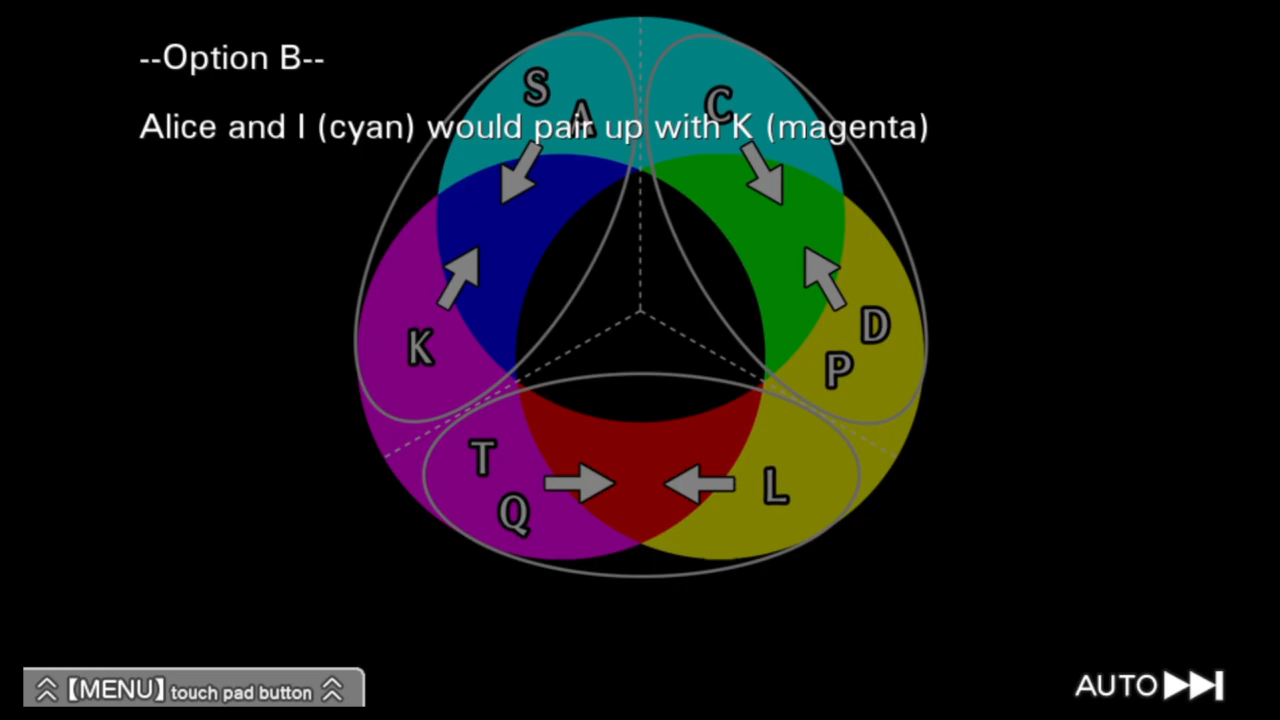 --Option B--
Alice and I (cyan) would pair up with K (magenta)
S
A
C
K
D
P
T
Q
L
【MENU】 touch pad button
AUTO